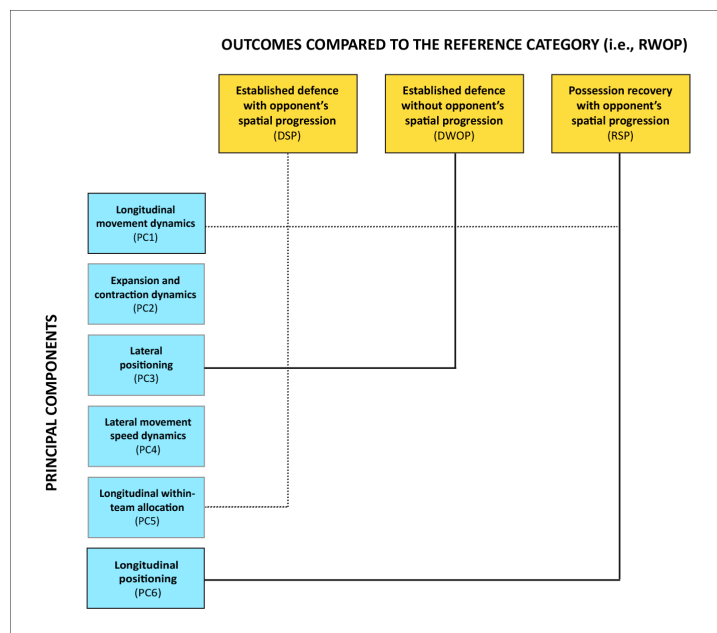 OUTCOMES COMPARED TO THE REFERENCE CATEGORY (i.e., RWOP)
Established defence
with opponent's
spatial progression
(DSP)
Established defence
without opponent's
spatial progression
(DWOP)
Possession recovery
with opponent's
spatial progression
(RSP)
PRINCIPAL COMPONENTS
Longitudinal
movement dynamics
(PC1)
Expansion and
contraction dynamics
(PC2)
Lateral
positioning
(PC3)
Lateral movement
speed dynamics
(PC4)
Longitudinal within-
team allocation
(PC5)
Longitudinal
positioning
(PC6)